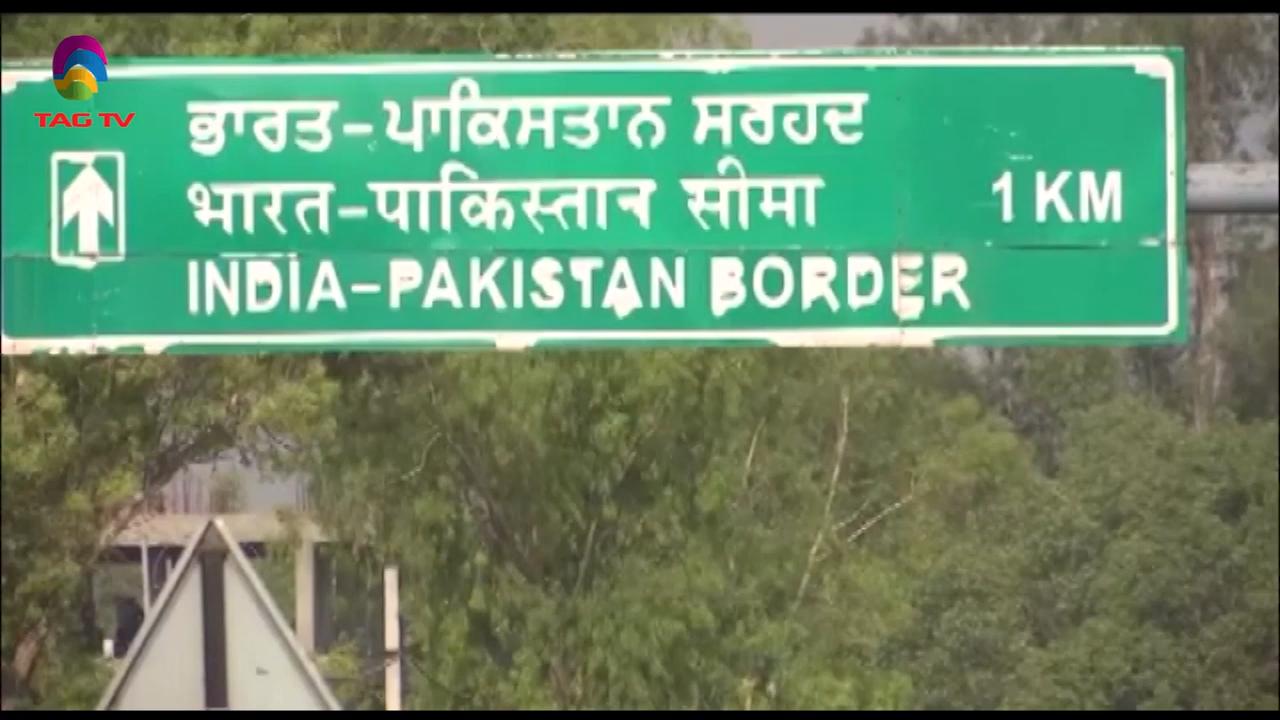 TAG TV
ਭਾਰਤ-ਪਾਕਿਸਤਾਨ ਸਰਹਦ
भारत-पाकिस्तान सीमा
1 KM
INDIA-PAKISTAN BORDER